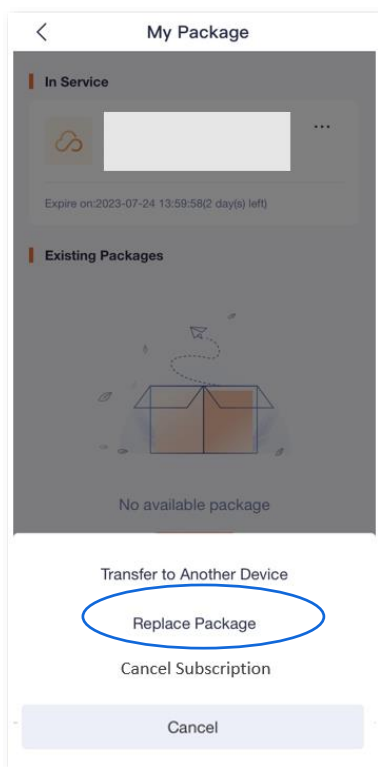 My Package
In Service
...
Expire on:2023-07-24 13:59:58(2 day(s) left)
Existing Packages
No available package
Transfer to Another Device
Replace Package
Cancel Subscription
Cancel